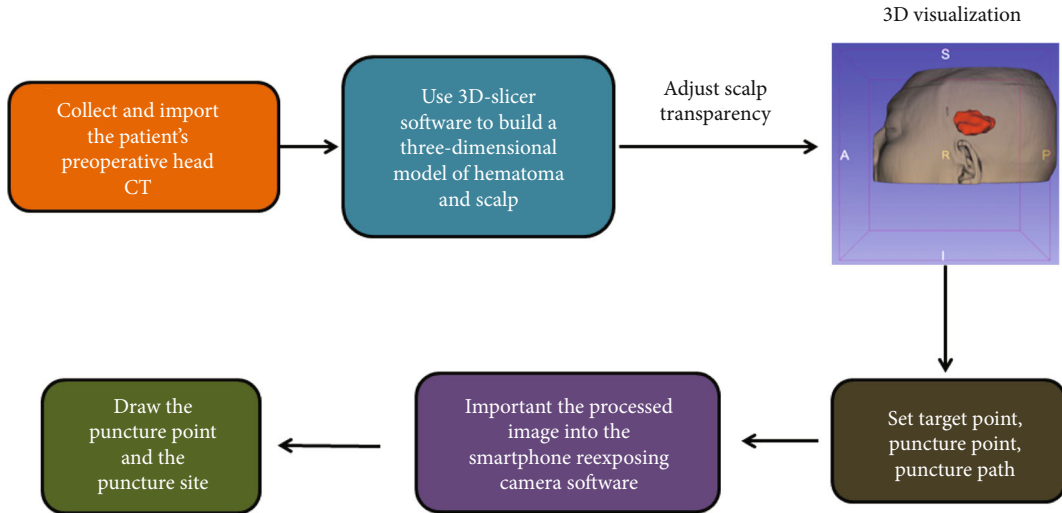 Collect and import
the patient's
preoperative head
CT
Use 3D-slicer
software to build a
three-dimensional
model of hematoma
and scalp
Adjust scalp
transparency
3D visualization
S
A
R
P
I
Set target point,
puncture point,
puncture path
Important the processed
image into the
smartphone reexposing
camera software
Draw the
puncture point
and the
puncture site